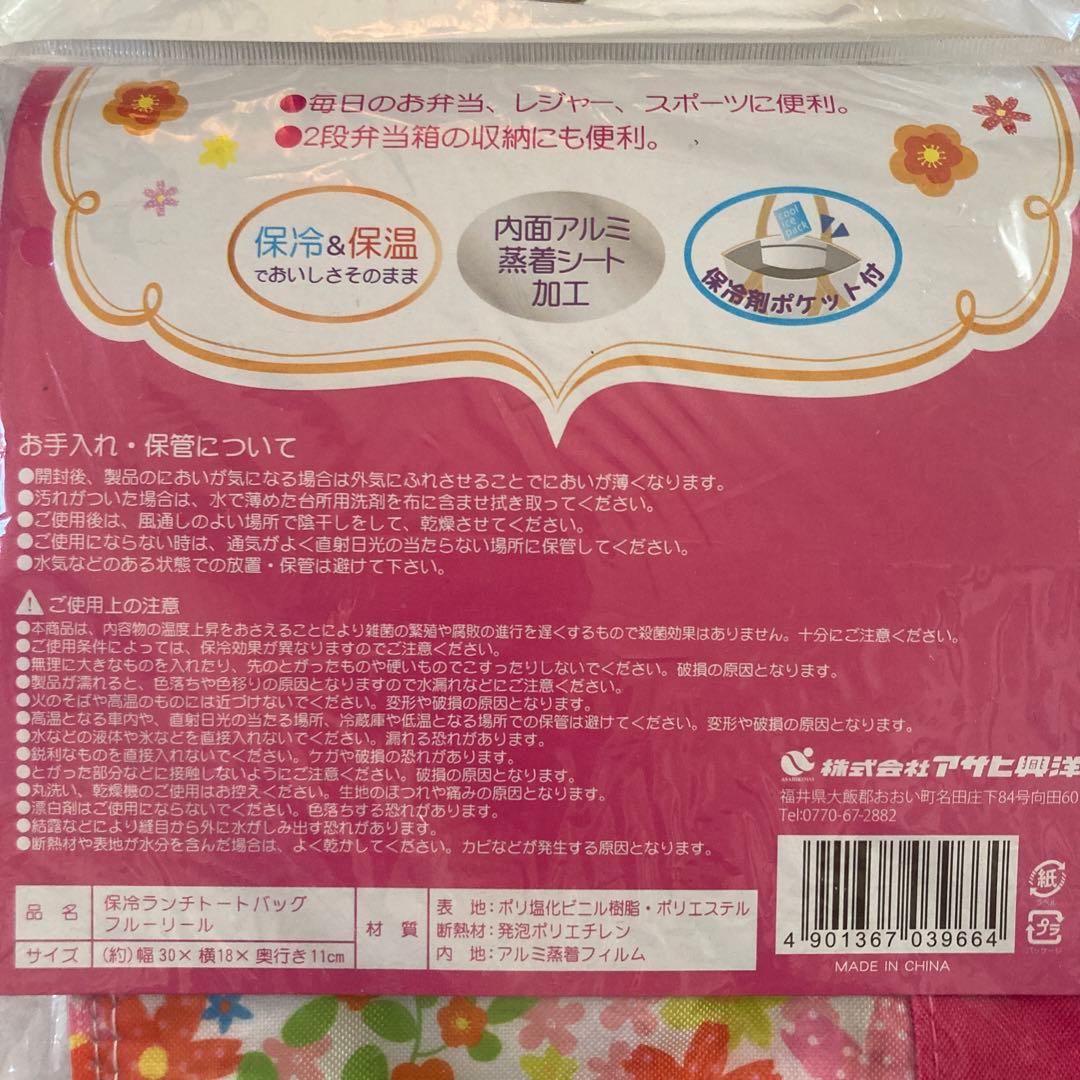 ●毎日のお弁当、レジャー、スポーツに便利。
●2段弁当箱の収納にも便利。
保冷&保温
でおいしさそのまま
内面アルミ
蒸着シート
加工
cool
ice
pack
保冷剤ポケット付
お手入れ・保管について
●開封後、製品のにおいが気になる場合は外気にふれさせることでにおいが薄くなります。
●汚れがついた場合は、水で薄めた台所用洗剤を布に含ませ拭き取ってください。
●ご使用後は、風通しのよい場所で陰干しをして、乾燥させてください。
●ご使用にならない時は、通気がよく直射日光の当たらない場所に保管してください。
●水気などのある状態での放置・保管は避けて下さい。
ご使用上の注意
●本商品は、内容物の温度上昇をおさえることにより雑菌の繁殖や腐敗の進行を遅くするもので殺菌効果はありません。十分にご注意ください。
●ご使用条件によっては、保冷効果が異なりますのでご注意ください。
●無理に大きなものを入れたり、先のとがったものや硬いものでこすったりしないでください。破損の原因となります。
●製品が濡れると、色落ちや色移りの原因となりますので水漏れなどにご注意ください。
●火のそばや高温のものには近づけないでください。変形や破損の原因となります。
●高温となる車内や、直射日光の当たる場所、冷蔵庫や低温となる場所での保管は避けてください。変形や破損の原因となります。
●水などの液体や氷などを直接入れないでください。漏れる恐れがあります。
●鋭利なものを直接入れないでください。ケガや破損の恐れがあります。
●とがった部分などに接触しないようにご注意ください。破損の原因となります。
●丸洗い、乾燥機のご使用はお控えください。生地のほつれや痛みの原因となります。
●漂白剤はご使用にならないでください。色落ちする恐れがあります。
●結露などにより縫目から外に水がしみ出す恐れがあります。
●断熱材や表地が水分を含んだ場合は、よく乾かしてください。カビなどが発生する原因となります。
ASAHIKOYO
株式会社アサヒ興洋
福井県大飯郡おおい町名田庄下84号向田60
Tel:0770-67-2882
品 名 保冷ランチトートバッグ
フルーリール
サイズ (約)幅30×横18×奥行き11cm
材 質 表 地:ポリ塩化ビニル樹脂・ポリエステル
断熱材:発泡ポリエチレン
内 地:アルミ蒸着フィルム
4 901367 039664
MADE IN CHINA
紙
ラベル
プラ
パッケージ